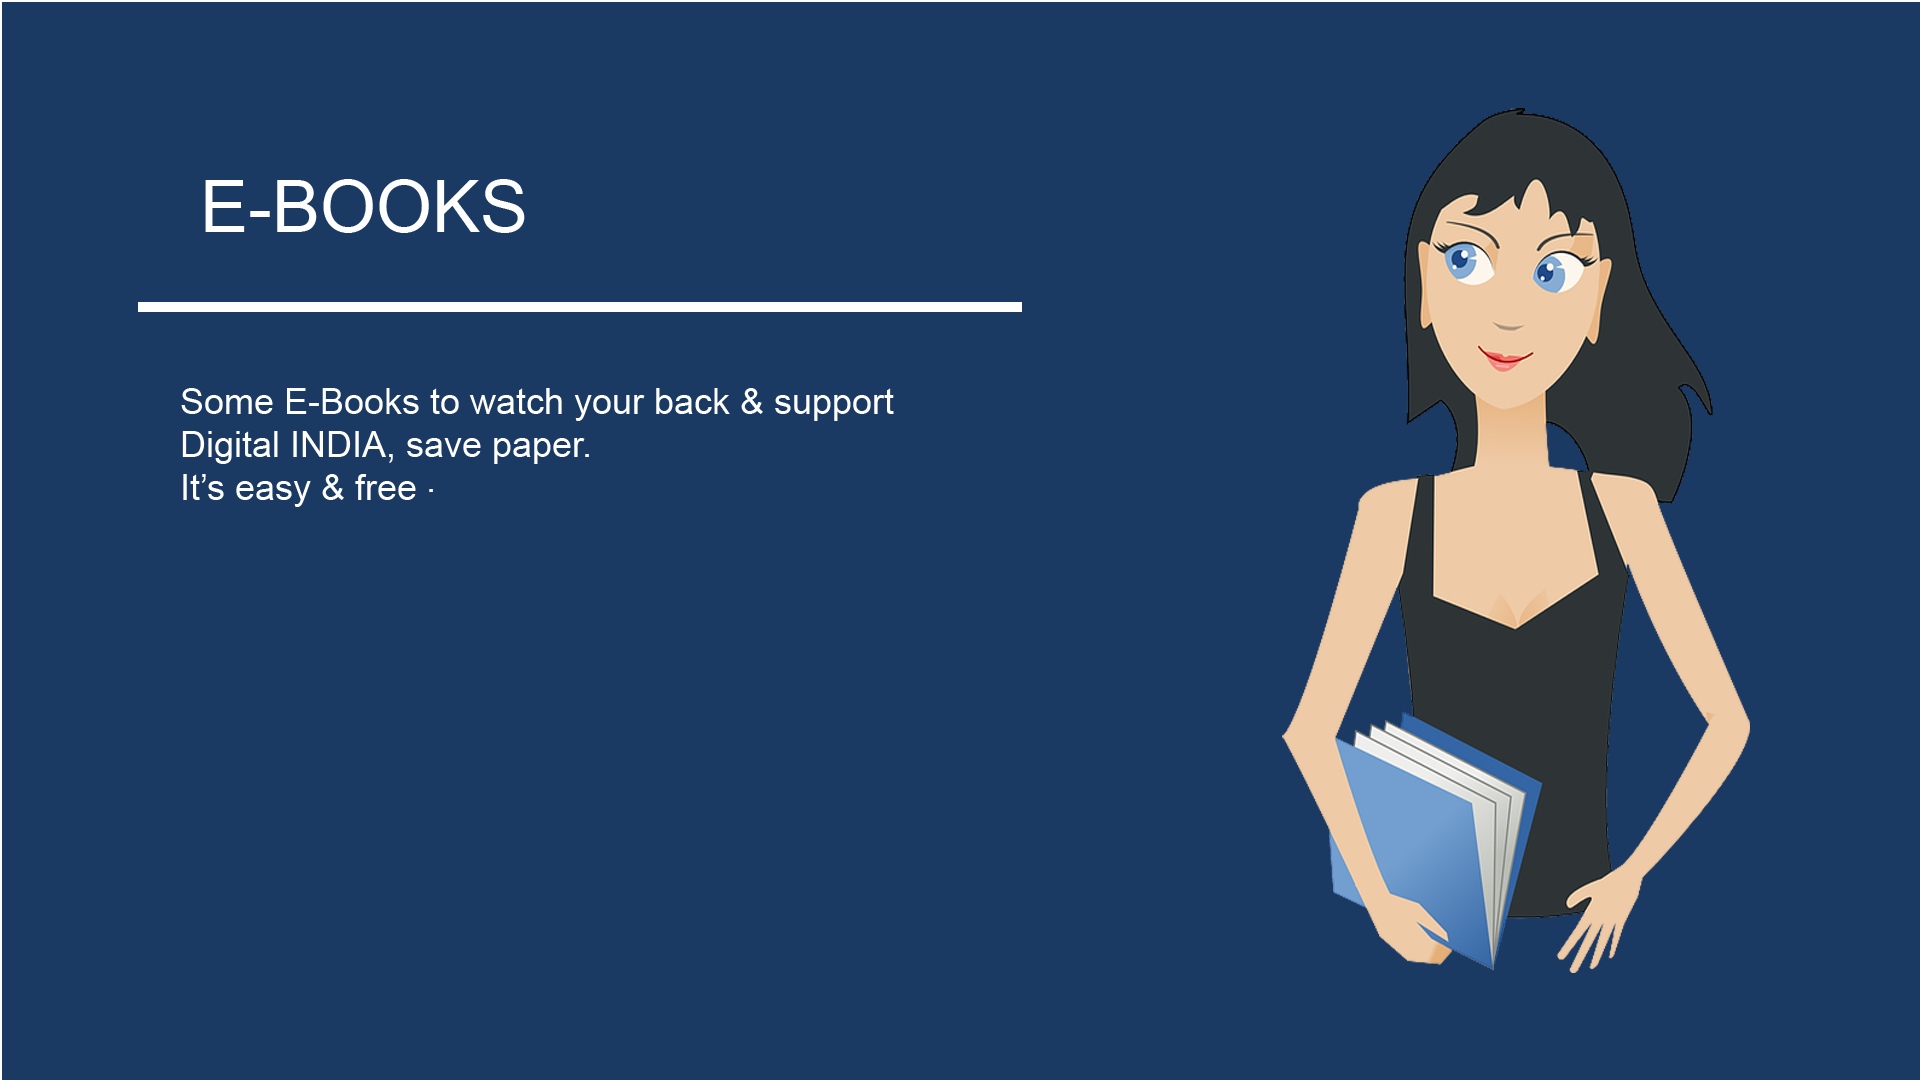 E-BOOKS
Some E-Books to watch your back & support
Digital INDIA, save paper.
It’s easy & free ·